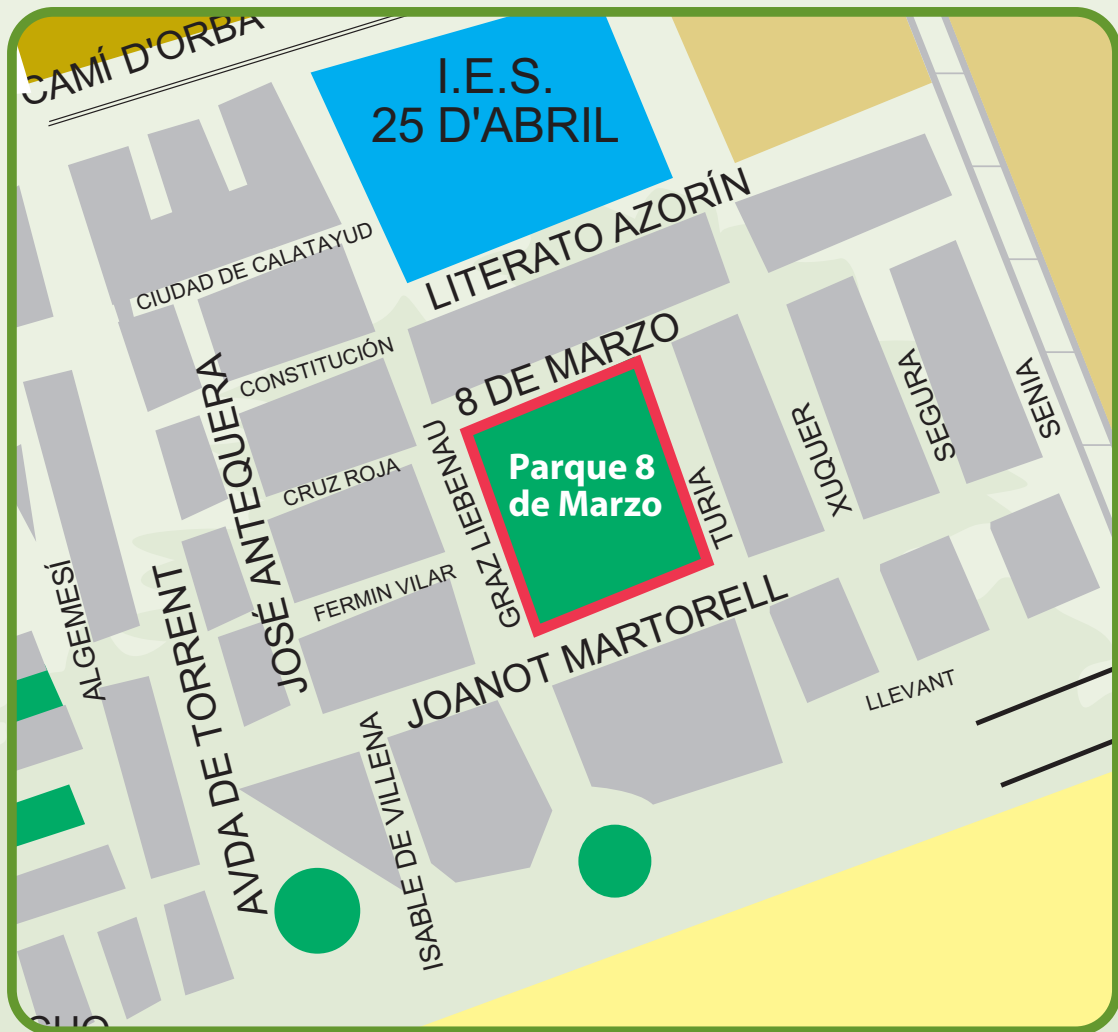 CAMÍ D'ORBA
I.E.S.
25 D'ABRIL
LITERATO AZORÍN
CIUDAD DE CALATAYUD
CONSTITUCIÓN
8 DE MARZO
CRUZ ROJA
FERMIN VILAR
JOSÉ ANTEQUERA
GRAZ LIEBENAU
Parque 8
de Marzo
TURIA
XUQUER
SEGURA
SENIA
ALGEMESÍ
AVDA DE TORRENT
JOANOT MARTORELL
ISABLE DE VILLENA
LLEVANT